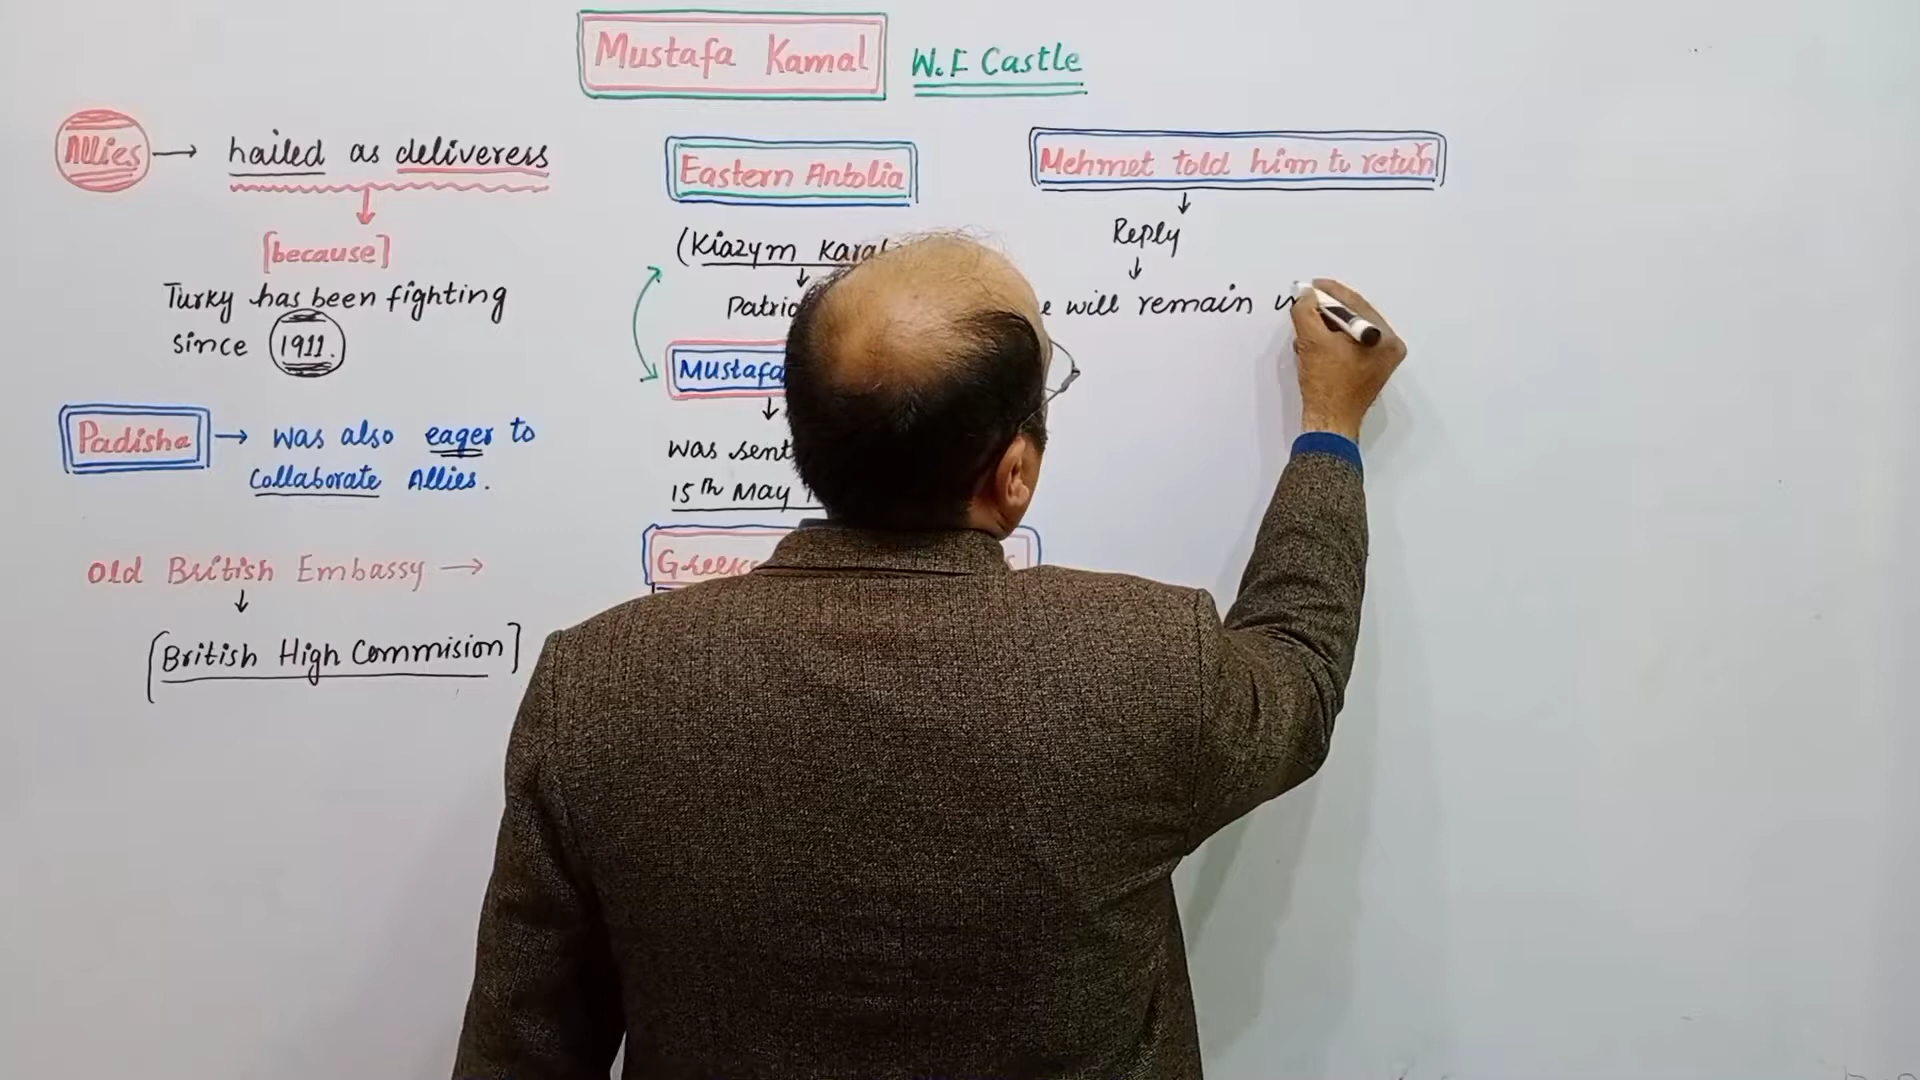 Mustafa Kamal W.F Castle
Allies → hailed as deliveress
[because]
Turky has been fighting
since 1911.
Padisha → was also eager to
Collaborate Allies.
Old British Embassy →
[British High Commision]
Eastern Antolia
(Kiazym
Mustafa
was sent
15th May
Greeks
Mehmet told him to return
Reply
will remain